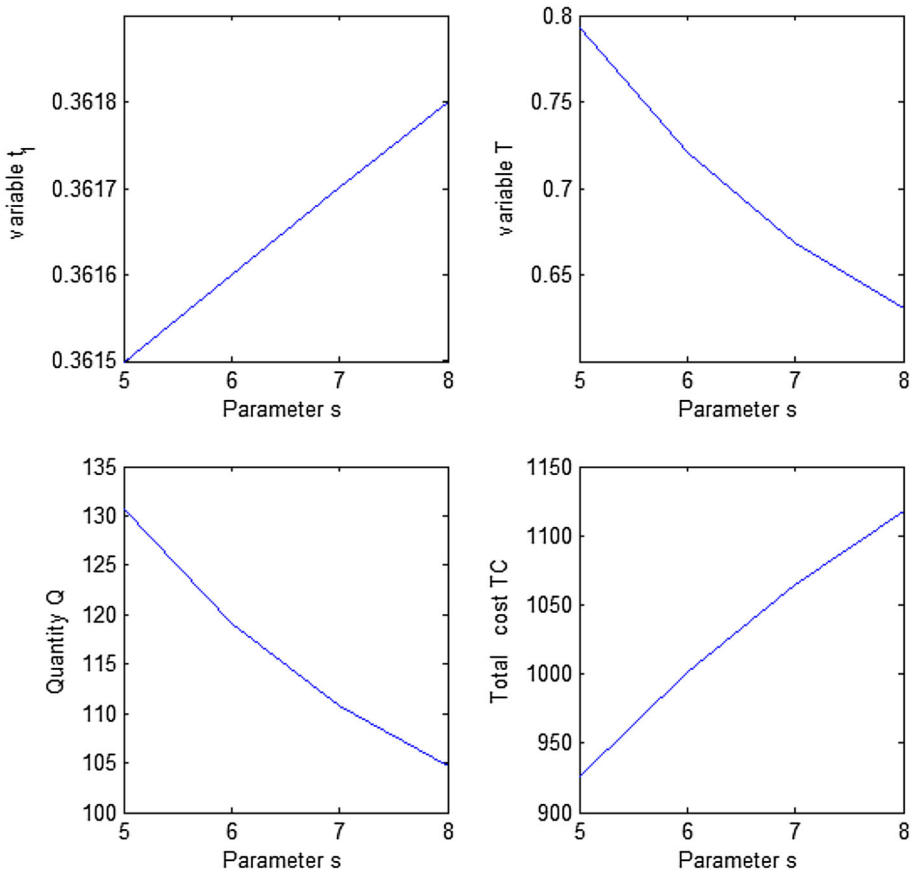 variable t1
0.3618
0.3617
0.3616
0.3615
5 6 7 8
Parameter s
variable T
0.8
0.75
0.7
0.65
5 6 7 8
Parameter s
Quantity Q
135
130
125
120
115
110
105
100
5 6 7 8
Parameter s
Total cost TC
1150
1100
1050
1000
950
900
5 6 7 8
Parameter s